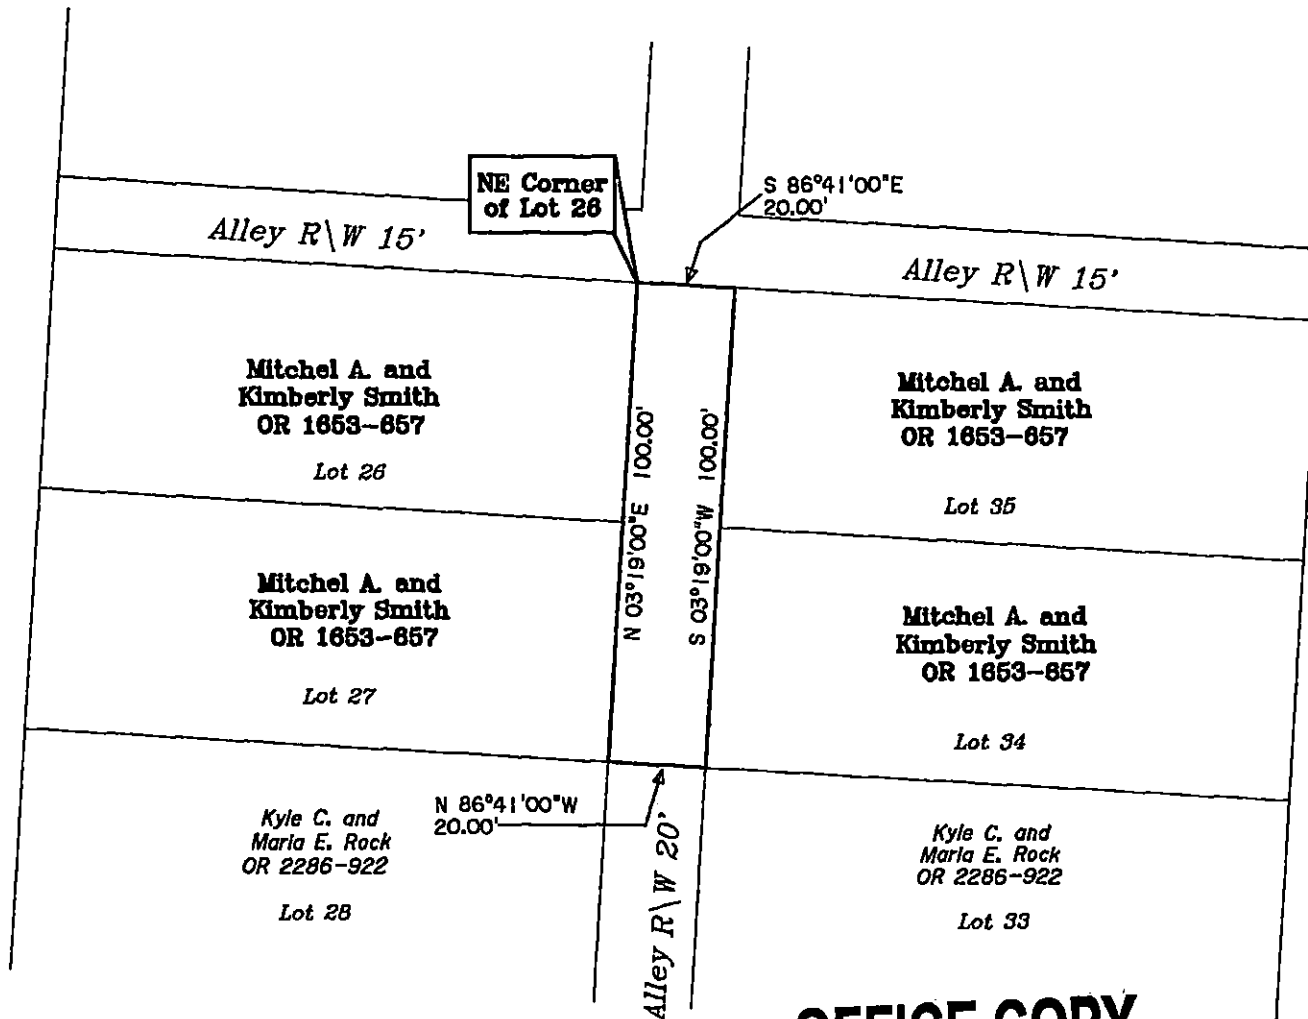 NE Corner
of Lot 26
S 86°41'00"E
20.00'
Alley R\W 15'
Alley R\W 15'
Mitchel A. and
Kimberly Smith
OR 1653-657
Lot 26
Mitchel A. and
Kimberly Smith
OR 1653-657
Lot 35
N 03°19'00"E 100.00'
S 03°19'00"W 100.00'
Mitchel A. and
Kimberly Smith
OR 1653-657
Lot 27
Mitchel A. and
Kimberly Smith
OR 1653-657
Lot 34
N 86°41'00"W
20.00'
Kyle C. and
Maria E. Rock
OR 2286-922
Lot 28
Alley R\W 20'
Kyle C. and
Maria E. Rock
OR 2286-922
Lot 33
OFFICE COPY